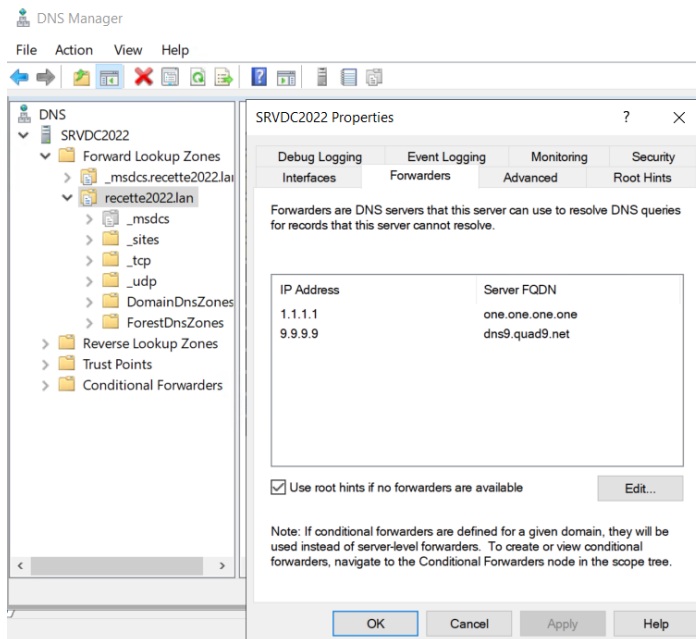 DNS Manager
File Action View Help
DNS
SRVDC2022
Forward Lookup Zones
_msdcs.recette2022.lan
recette2022.lan
_msdcs
_sites
_tcp
_udp
DomainDnsZones
ForestDnsZones
Reverse Lookup Zones
Trust Points
Conditional Forwarders
SRVDC2022 Properties
Debug Logging Event Logging Monitoring Security
Interfaces Forwarders Advanced Root Hints
Forwarders are DNS servers that this server can use to resolve DNS queries
for records that this server cannot resolve.
IP Address Server FQDN
1.1.1.1 one.one.one.one
9.9.9.9 dns9.quad9.net
Use root hints if no forwarders are available
Edit...
Note: If conditional forwarders are defined for a given domain, they will be
used instead of server-level forwarders. To create or view conditional
forwarders, navigate to the Conditional Forwarders node in the scope tree.
OK Cancel Apply Help